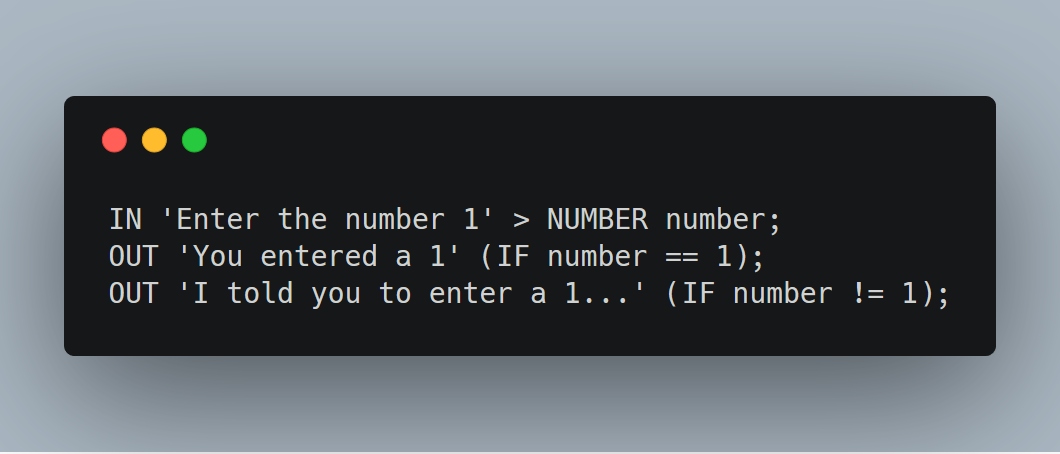 IN 'Enter the number 1' > NUMBER number;
OUT 'You entered a 1' (IF number == 1);
OUT 'I told you to enter a 1...' (IF number != 1);